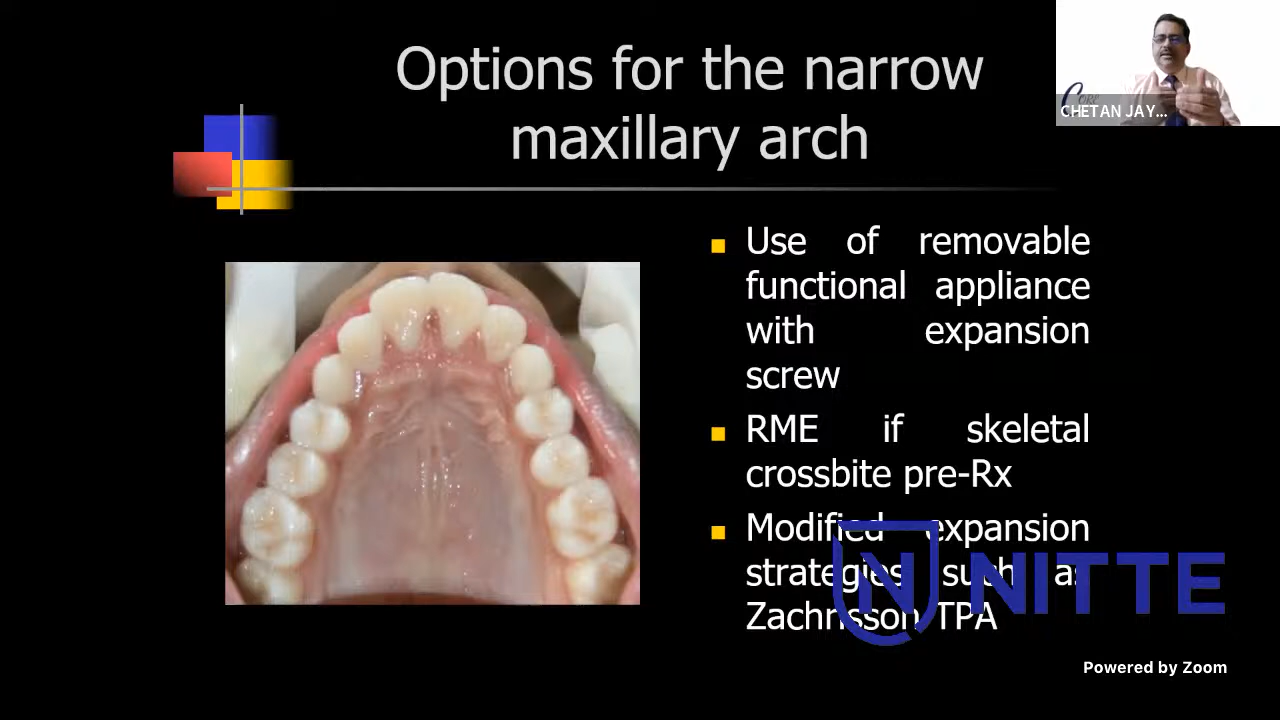 Options for the narrow
maxillary arch
CHETAN JAY...
Use of removable
functional appliance
with expansion
screw
RME if skeletal
crossbite pre-Rx
Modified expansion
strategies such as
Zachrisson TPA
N NITTE
Powered by Zoom